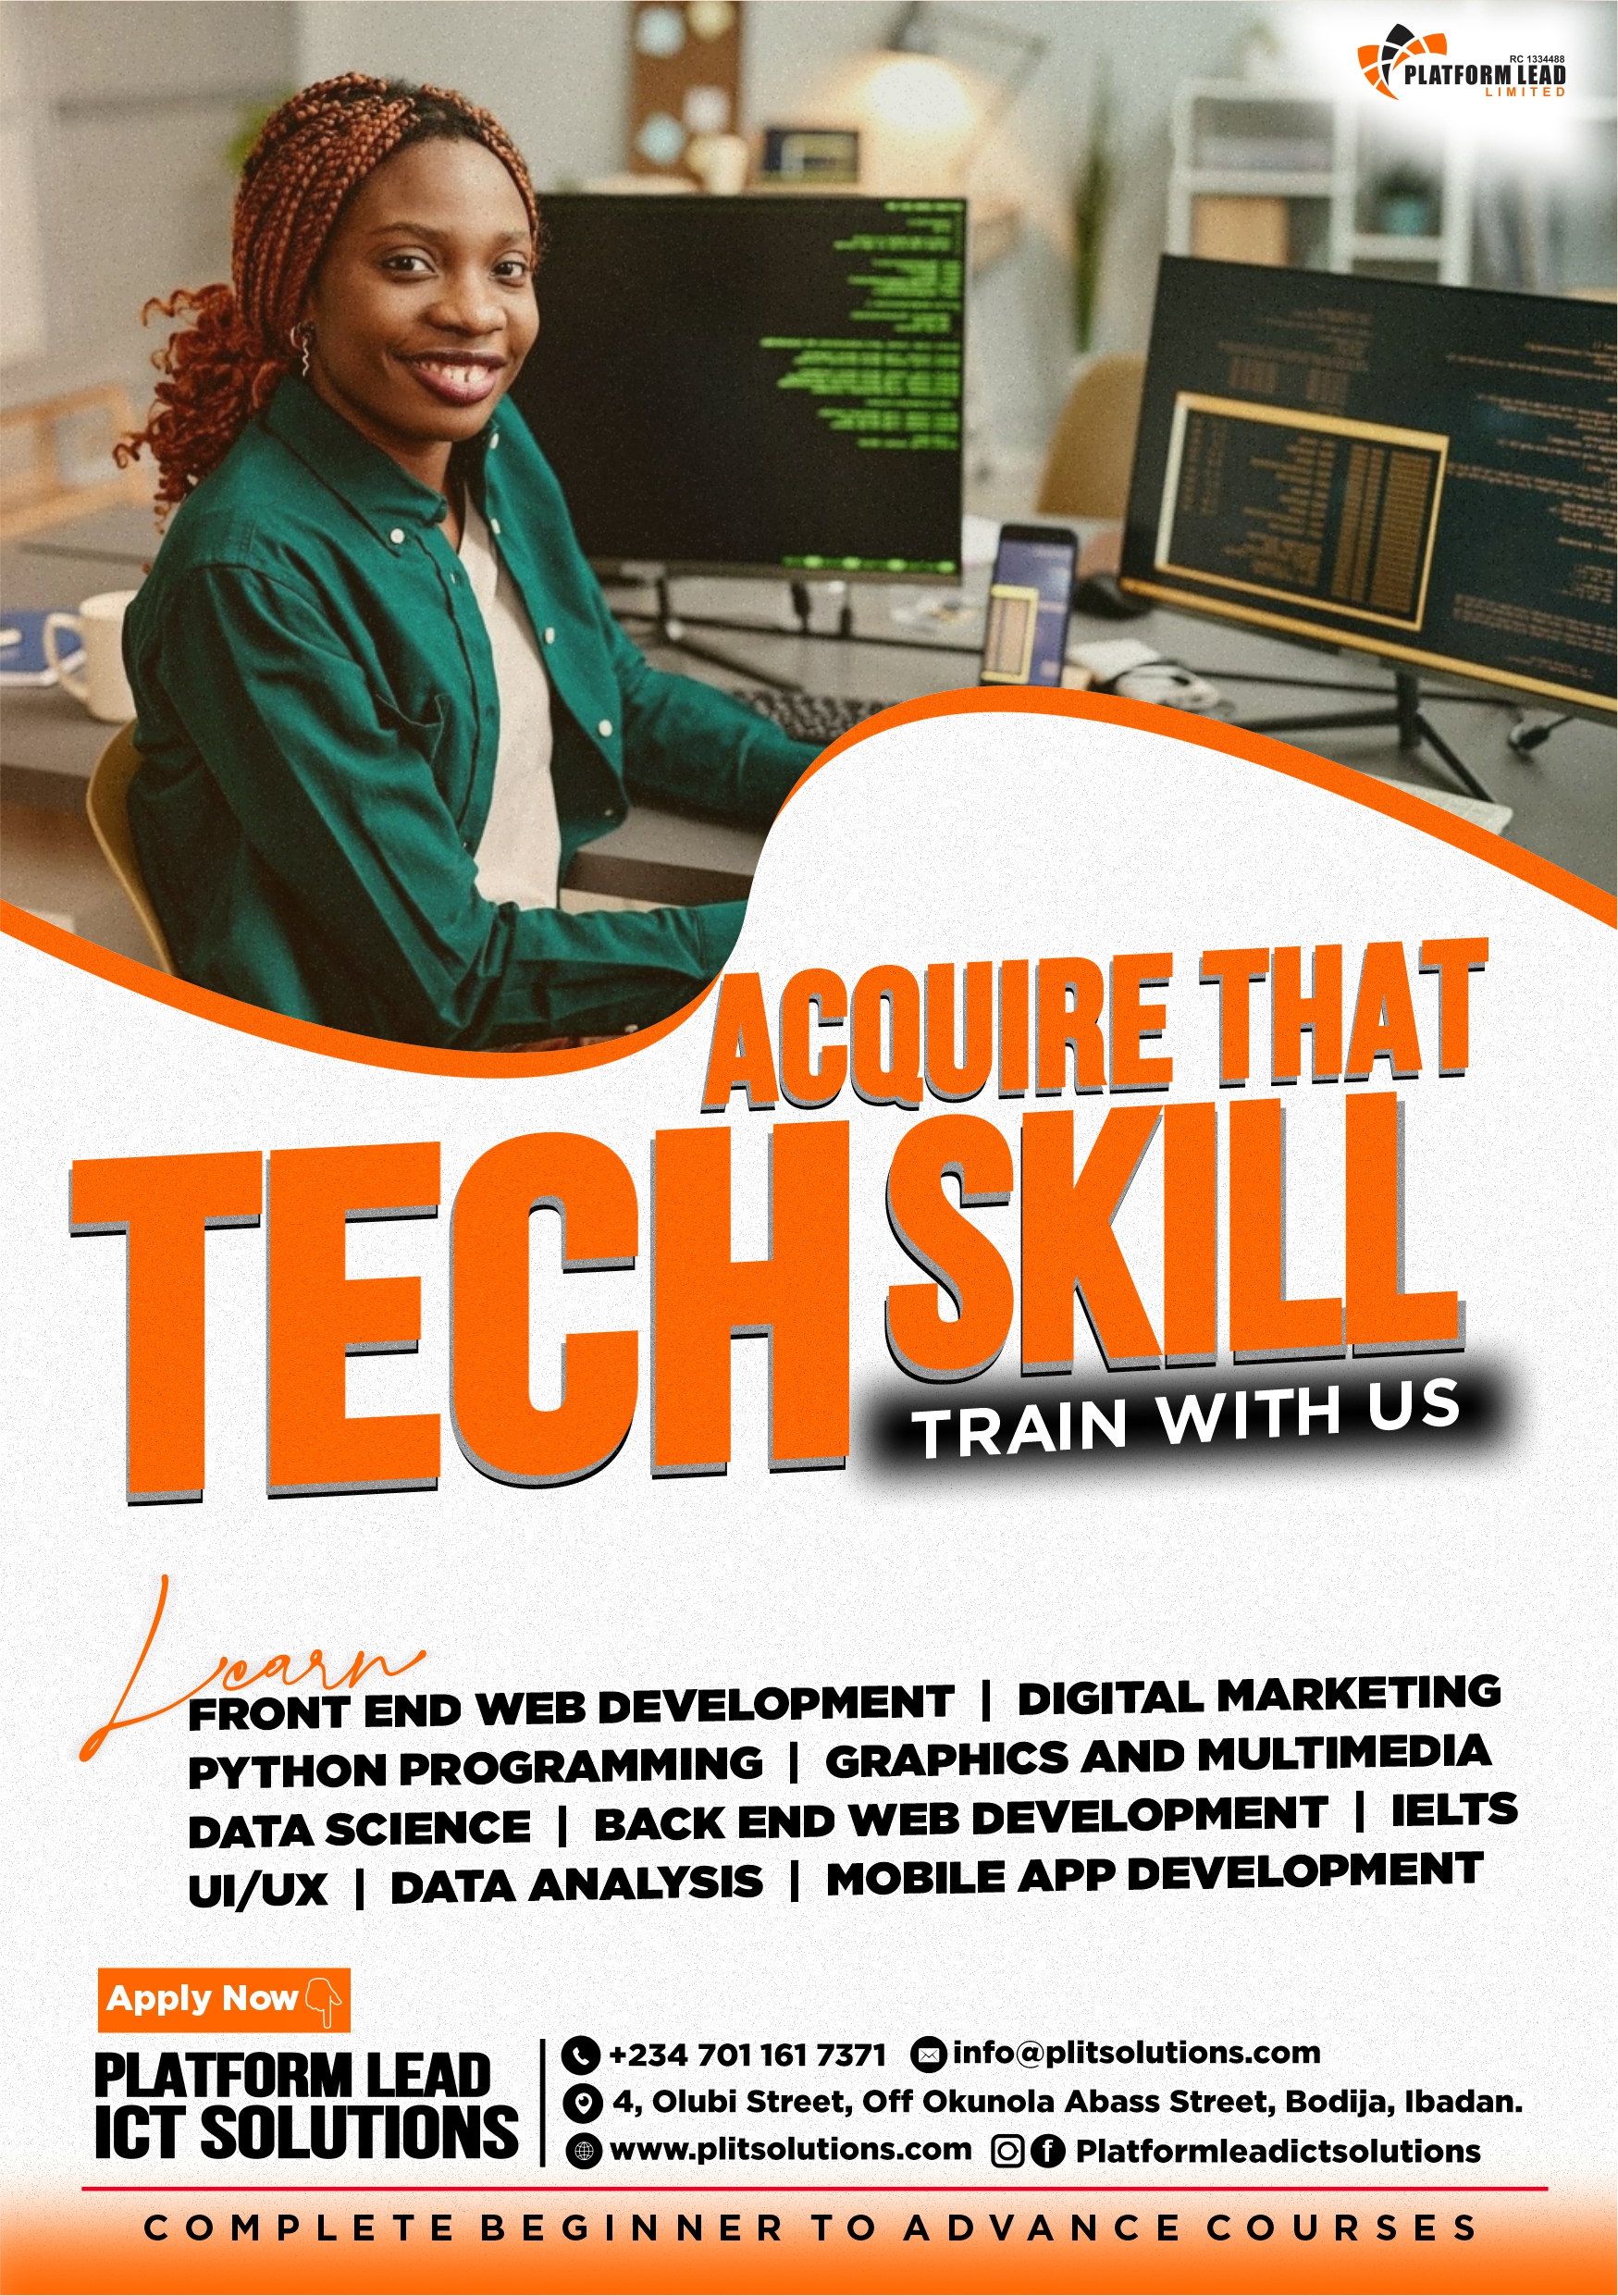 RC 1334488
PLATFORM LEAD
LIMITED
ACQUIRE THAT
TECH SKILL
TRAIN WITH US
Learn
FRONT END WEB DEVELOPMENT | DIGITAL MARKETING
PYTHON PROGRAMMING | GRAPHICS AND MULTIMEDIA
DATA SCIENCE | BACK END WEB DEVELOPMENT | IELTS
UI/UX | DATA ANALYSIS | MOBILE APP DEVELOPMENT
Apply Now
PLATFORM LEAD
ICT SOLUTIONS
+234 701 161 7371 info@plitsolutions.com
4, Olubi Street, Off Okunola Abass Street, Bodija, Ibadan.
www.plitsolutions.com Platformleadictsolutions
COMPLETE BEGINNER TO ADVANCE COURSES